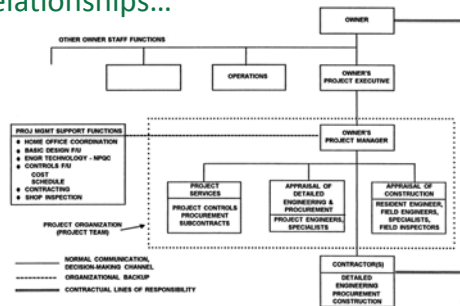 elationships...
OWNER
OTHER OWNER STAFF FUNCTIONS
OPERATIONS
OWNER'S
PROJECT EXECUTIVE
PROJ MGMT SUPPORT FUNCTIONS
HOME OFFICE COORDINATION
BASIC DESIGN F/U
ENGR TECHNOLOGY - NPQC
CONTROLS F/U
COST
SCHEDULE
CONTRACTING
SHOP INSPECTION
OWNER'S
PROJECT MANAGER
PROJECT
SERVICES
PROJECT CONTROLS
PROCUREMENT
SUBCONTRACTS
APPRAISAL OF
DETAILED
ENGINEERING &
PROCUREMENT
PROJECT ENGINEERS,
SPECIALISTS
APPRAISAL OF
CONSTRUCTION
RESIDENT ENGINEER,
FIELD ENGINEERS,
SPECIALISTS,
FIELD INSPECTORS
PROJECT ORGANIZATION
(PROJECT TEAM)
NORMAL COMMUNICATION,
DECISION-MAKING CHANNEL
ORGANIZATIONAL BACKUP
CONTRACTUAL LINES OF RESPONSIBILITY
CONTRACTOR(S)
DETAILED
ENGINEERING
PROCUREMENT
CONSTRUCTION